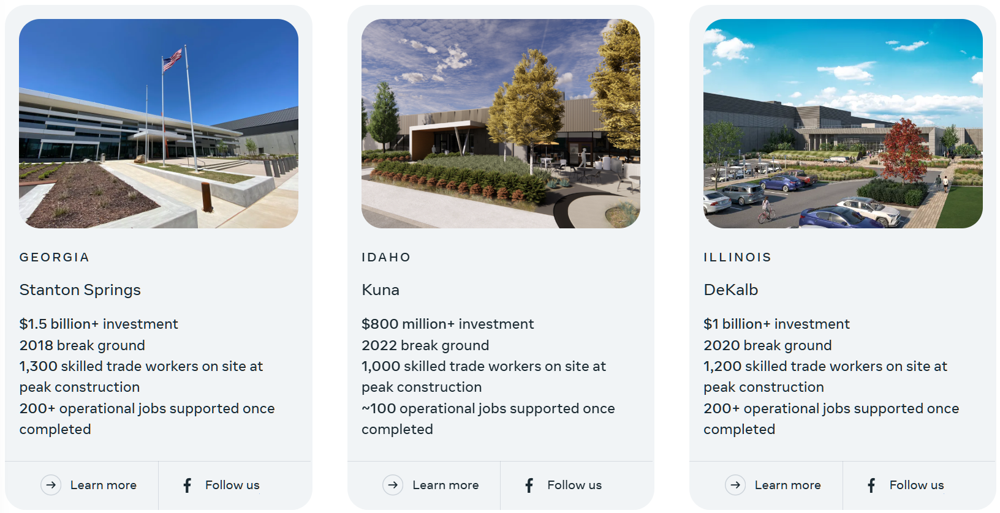 GEORGIA
Stanton Springs
$1.5 billion+ investment
2018 break ground
1,300 skilled trade workers on site at
peak construction
200+ operational jobs supported once
completed
Learn more
Follow us
IDAHO
Kuna
$800 million+ investment
2022 break ground
1,000 skilled trade workers on site at
peak construction
~100 operational jobs supported once
completed
Learn more
Follow us
ILLINOIS
DeKalb
$1 billion+ investment
2020 break ground
1,200 skilled trade workers on site at
peak construction
200+ operational jobs supported once
completed
Learn more
Follow us